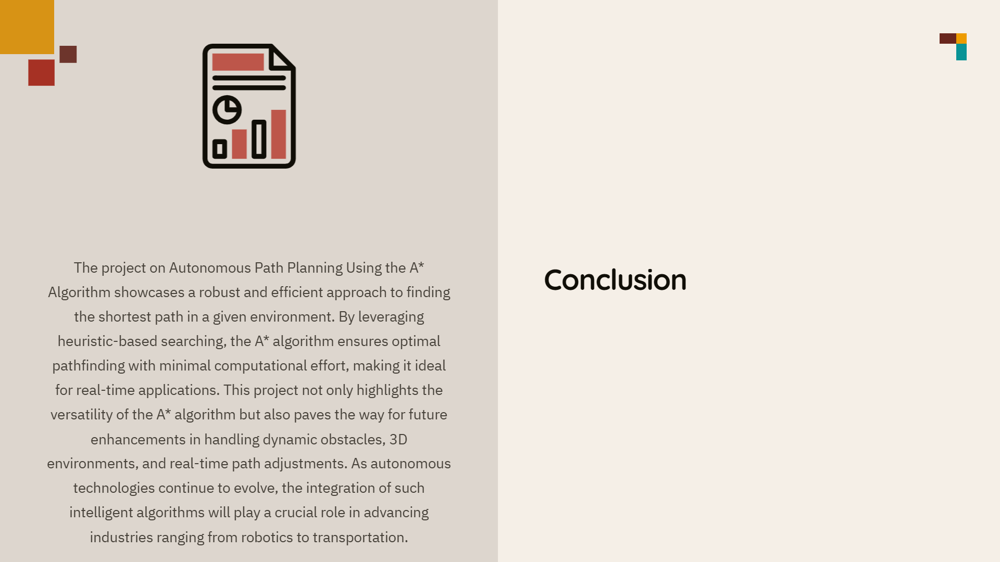 The project on Autonomous Path Planning Using the A*
Algorithm showcases a robust and efficient approach to finding
the shortest path in a given environment. By leveraging
heuristic-based searching, the A* algorithm ensures optimal
pathfinding with minimal computational effort, making it ideal
for real-time applications. This project not only highlights the
versatility of the A* algorithm but also paves the way for future
enhancements in handling dynamic obstacles, 3D
environments, and real-time path adjustments. As autonomous
technologies continue to evolve, the integration of such
intelligent algorithms will play a crucial role in advancing
industries ranging from robotics to transportation.
Conclusion